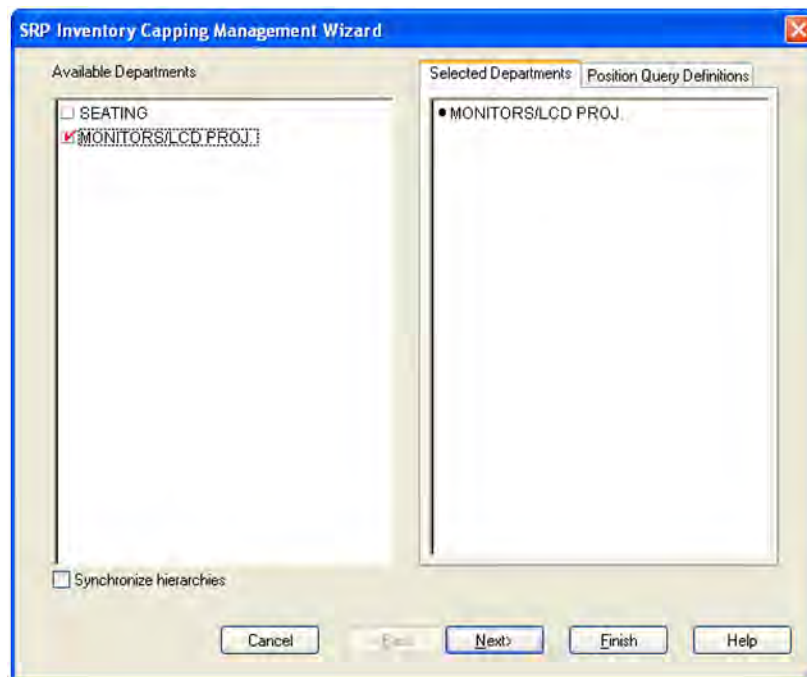 SRP Inventory Capping Management Wizard
Available Departments
SEATING
MONITORS/LCD PROJ.
Synchronize hierarchies
Selected Departments
Position Query Definitions
MONITORS/LCD PROJ.
Cancel
Next>
Finish
Help